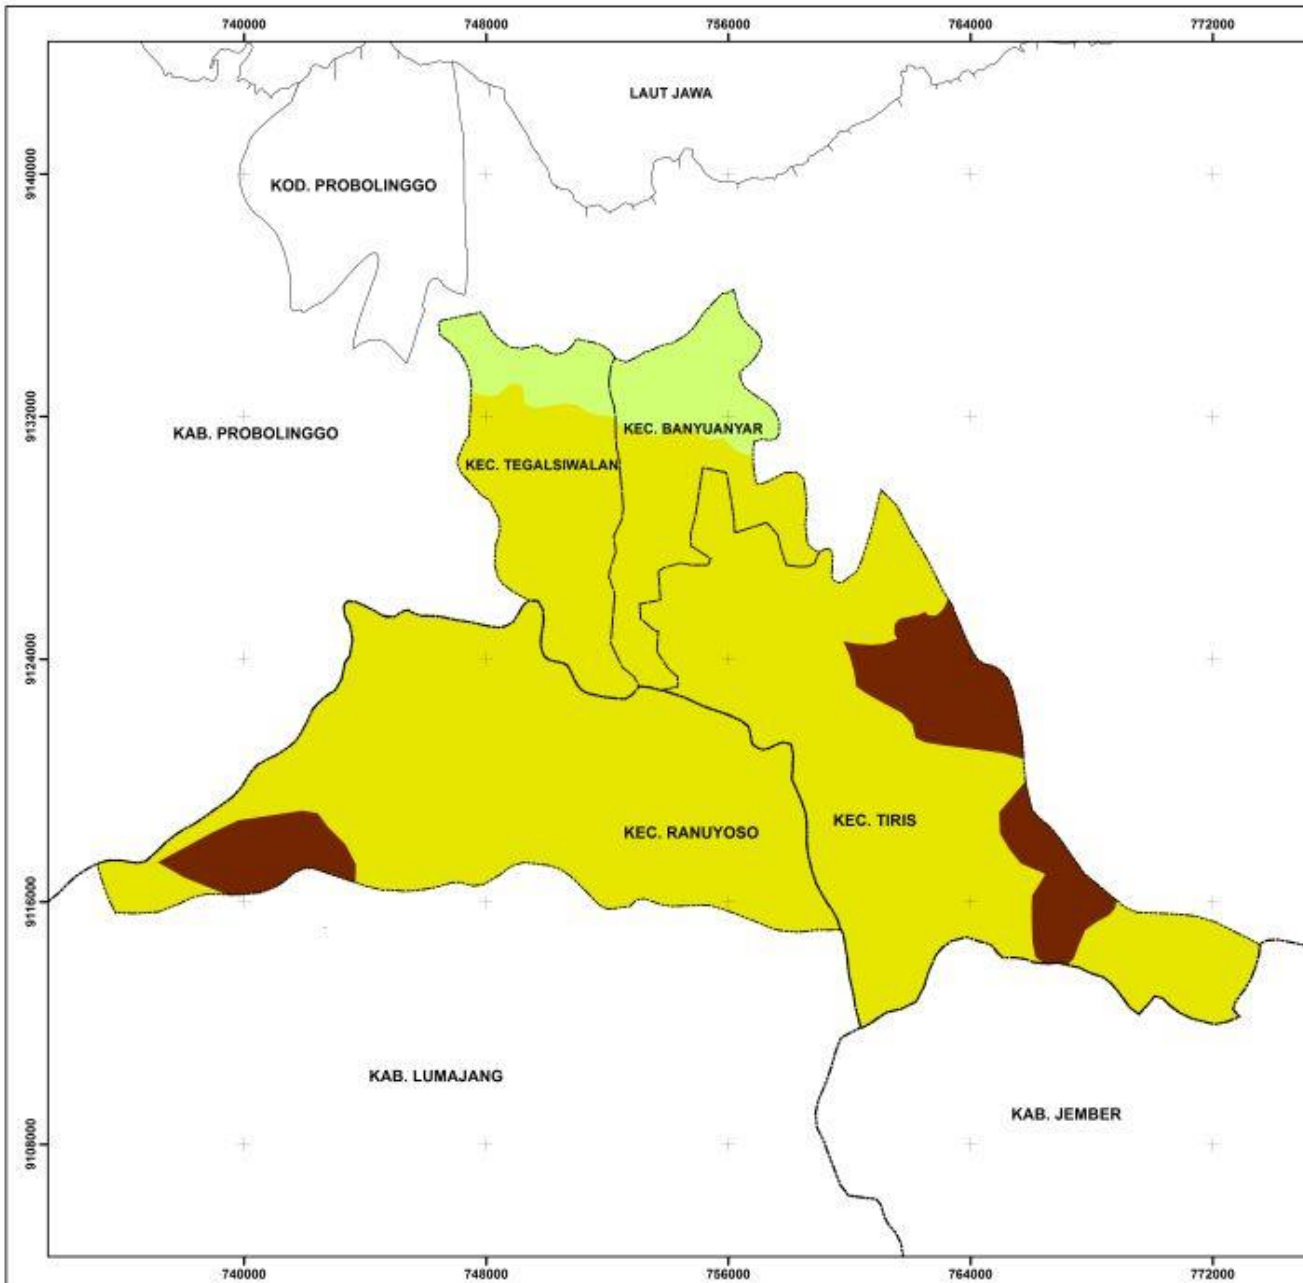 740000 748000 756000 764000 772000
LAUT JAWA
9140000
KOD. PROBOLINGGO
9132000
KEC. BANYUANYAR
KAB. PROBOLINGGO
KEC. TEGALSIWALAN
9124000
KEC. TIRIS
KEC. RANUYOSO
9116000
KAB. LUMAJANG
KAB. JEMBER
9108000
740000 748000 756000 764000 772000